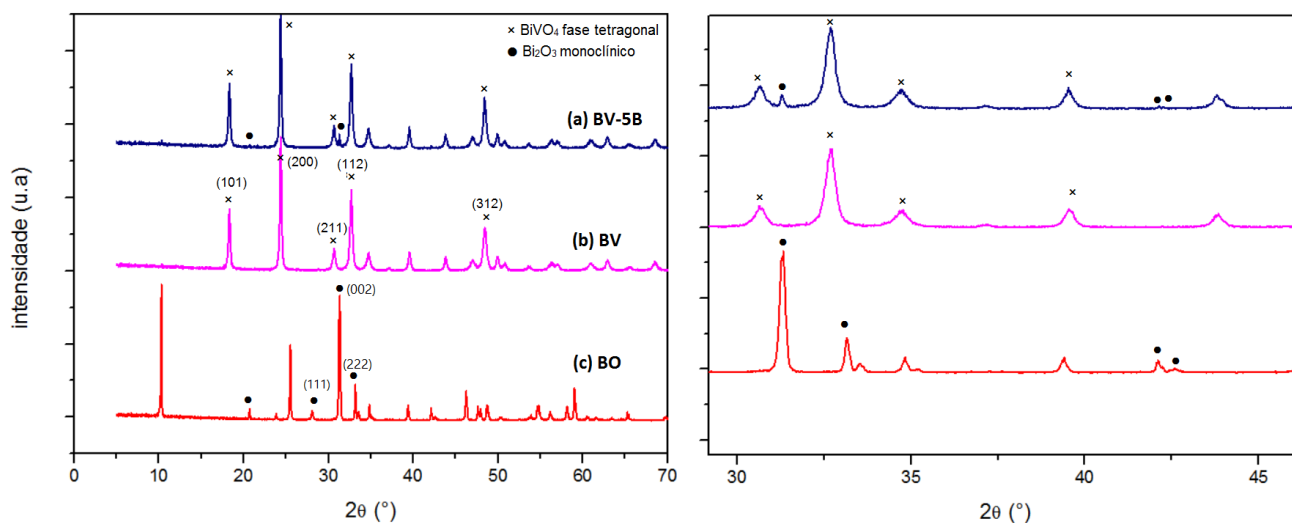 × BiVO₄ fase tetragonal
● Bi₂O₃ monoclínico
(a) BV-5B
(101)
(200)
(211)
(112)
(312)
(b) BV
(002)
(111)
(222)
(c) BO
intensidade (u.a)
0 10 20 30 40 50 60 70
2θ (°)
30 35 40 45
2θ (°)